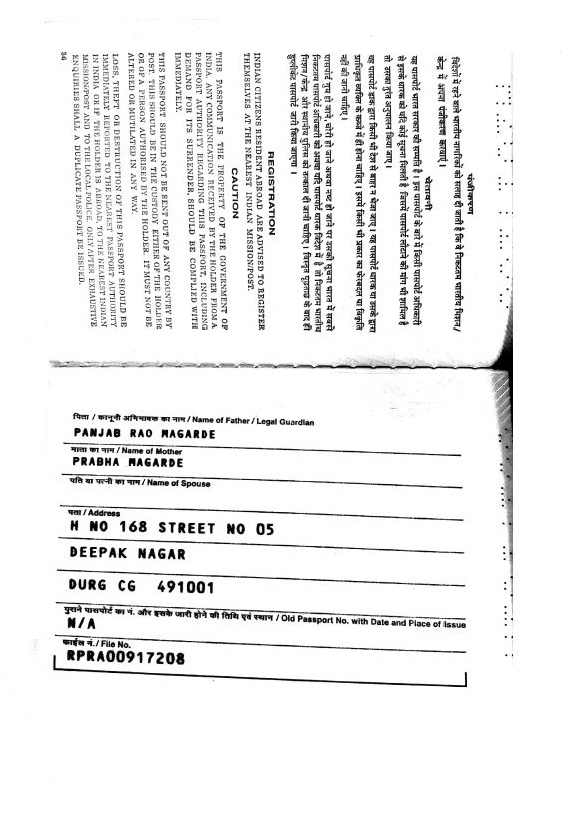 पंजीकरण
विदेशों में रहने वाले भारतीय नागरिकों को सलाह दी जाती है कि वे निकटतम भारतीय मिशन/
केन्द्र में अपना पंजीकरण करवाएं।
चेतावनी
यह पासपोर्ट भारत सरकार की सम्पत्ति है। इस पासपोर्ट के बारे में किसी पासपोर्ट अधिकारी
से इसके धारक को यदि कोई सूचना मिलती है जिसमें पासपोर्ट लौटाने की मांग भी शामिल है
तो उसका तुरंत अनुपालन किया जाए।
यह पासपोर्ट डाक द्वारा किसी भी देश से बाहर न भेजा जाए। यह पासपोर्ट धारक या उसके द्वारा
प्राधिकृत व्यक्ति के कब्जे में ही होना चाहिए। इसमें किसी भी प्रकार का फेरबदल या विकृति
नहीं की जानी चाहिए।
पासपोर्ट गुम हो जाने, चोरी हो जाने अथवा नष्ट हो जाने पर उसकी सूचना भारत में सबसे
निकटतम पासपोर्ट अधिकारी को अथवा यदि पासपोर्ट धारक विदेश में है तो निकटतम भारतीय
मिशन/केन्द्र और स्थानीय पुलिस को तत्काल दी जानी चाहिए। विस्तृत पूछताछ के बाद ही
डुप्लीकेट पासपोर्ट जारी किया जाएगा।
REGISTRATION
INDIAN CITIZENS RESIDENT ABROAD ARE ADVISED TO REGISTER
THEMSELVES AT THE NEAREST INDIAN MISSION/POST.
CAUTION
THIS PASSPORT IS THE PROPERTY OF THE GOVERNMENT OF
INDIA. ANY COMMUNICATION RECEIVED BY THE HOLDER FROM A
PASSPORT AUTHORITY REGARDING THIS PASSPORT, INCLUDING
DEMAND FOR ITS SURRENDER SHOULD BE COMPLIED WITH
IMMEDIATELY.
THIS PASSPORT SHOULD NOT BE SENT OUT OF ANY COUNTRY BY
POST. THIS SHOULD BE IN THE CUSTODY EITHER OF THE HOLDER
OR OF A PERSON AUTHORISED BY THE HOLDER. IT MUST NOT BE
ALTERED OR MUTILATED IN ANY WAY.
LOSS, THEFT OR DESTRUCTION OF THIS PASSPORT SHOULD BE
IMMEDIATELY REPORTED TO THE NEAREST PASSPORT AUTHORITY
IN INDIA OR IF THE HOLDER IS ABROAD, TO THE NEAREST INDIAN
MISSION/POST AND TO THE LOCAL POLICE. ONLY AFTER EXHAUSTIVE
ENQUIRIES SHALL A DUPLICATE PASSPORT BE ISSUED.
36
पिता / कानूनी अभिभावक का नाम / Name of Father / Legal Guardian
PANJAB RAO MAGARDE
माता का नाम / Name of Mother
PRABHA MAGARDE
पति या पत्नी का नाम / Name of Spouse
पता / Address
H NO 168 STREET NO 05
DEEPAK NAGAR
DURG CG 491001
पुराने पासपोर्ट का नं. और इसके जारी होने की तिथि एवं स्थान / Old Passport No. with Date and Place of Issue
N/A
फाईल नं. / File No.
RPRA00917208